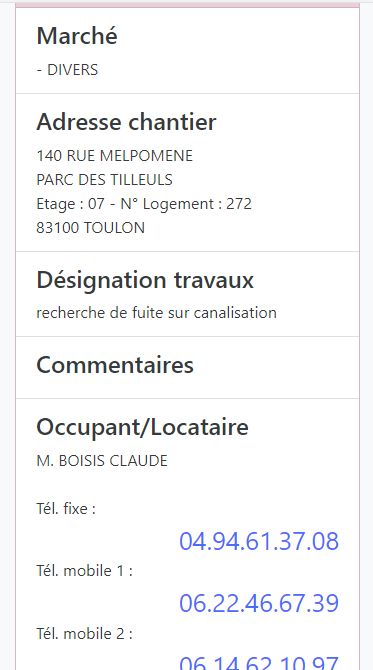 Marché
- DIVERS
Adresse chantier
140 RUE MELPOMENE
PARC DES TILLEULS
Etage : 07 - N° Logement : 272
83100 TOULON
Désignation travaux
recherche de fuite sur canalisation
Commentaires
Occupant/Locataire
M. BOISIS CLAUDE
Tél. fixe :
04.94.61.37.08
Tél. mobile 1 :
06.22.46.67.39
Tél. mobile 2 :
06.14.62.10.97